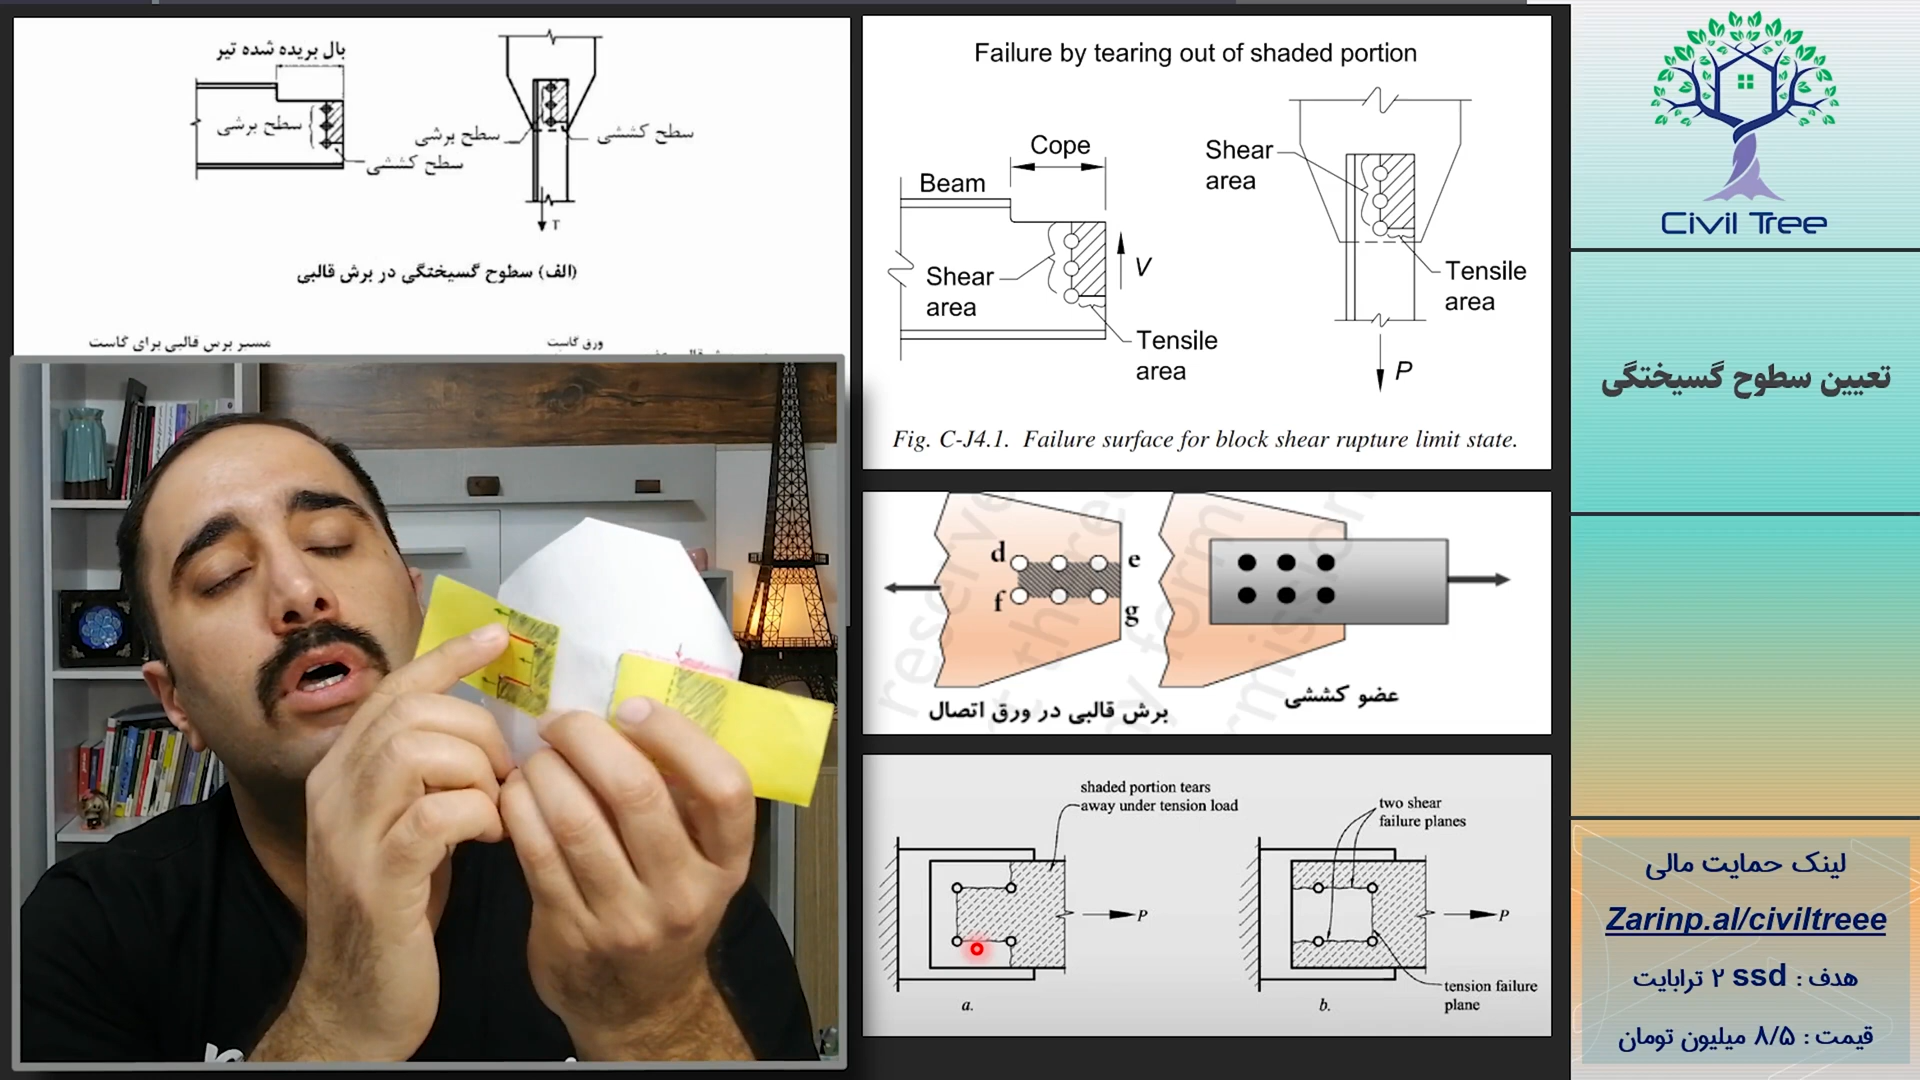 بال بریده شده تیر
سطح برشی
سطح کششی
سطح برشی
سطح کششی
T
(الف) سطوح گسیختگی در برش قالبی
مسیر برس قالبی برای گاست
ورق گاست
Failure by tearing out of shaded portion
Cope
Beam
Shear
area
V
Tensile
area
Shear
area
Tensile
area
P
Fig. C-J4.1. Failure surface for block shear rupture limit state.
d
e
f
g
برش قالبی در ورق اتصال
عضو کششی
shaded portion tears
away under tension load
P
a.
two shear
failure planes
P
tension failure
plane
b.
Civil Tree
تعیین سطوح گسیختگی
لینک حمایت مالی
Zarinp.al/civiltreee
هدف : ssd ۲ ترابایت
قیمت : ۸/۵ میلیون تومان